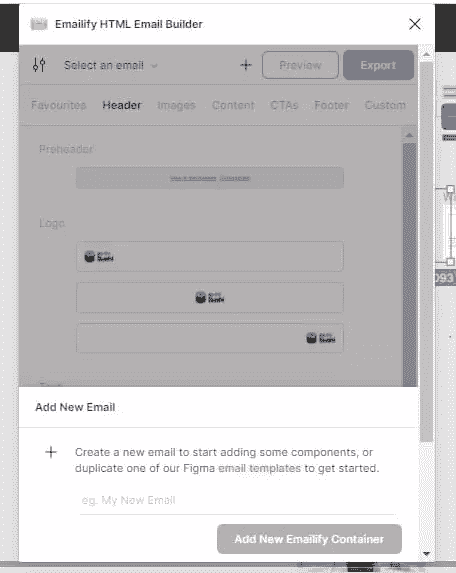 Emailify HTML Email Builder
Select an email
Preview
Export
Favourites Header Images Content CTAs Footer Custom
Preheader
Logo
Add New Email
Create a new email to start adding some components, or
duplicate one of our Figma email templates to get started.
eg. My New Email
Add New Emailify Container